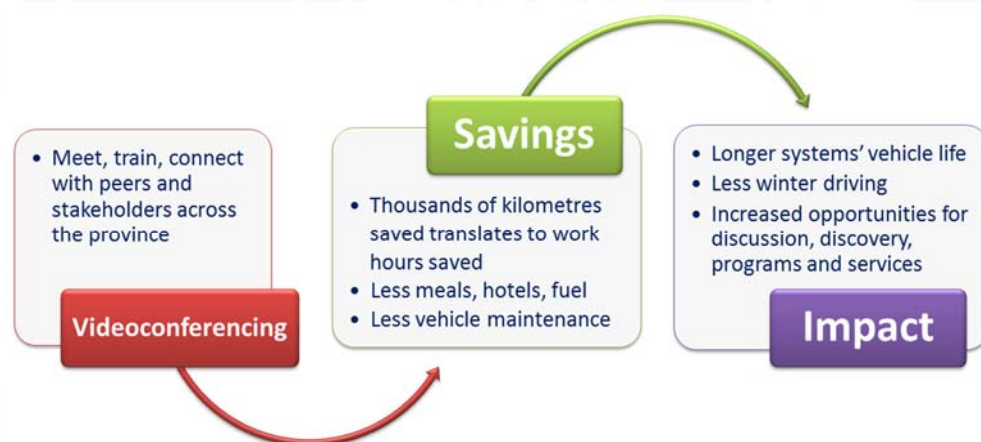 • Meet, train, connect
with peers and
stakeholders across
the province
Videoconferencing
Savings
• Thousands of kilometres
saved translates to work
hours saved
• Less meals, hotels, fuel
• Less vehicle maintenance
• Longer systems’ vehicle life
• Less winter driving
• Increased opportunities for
discussion, discovery,
programs and services
Impact